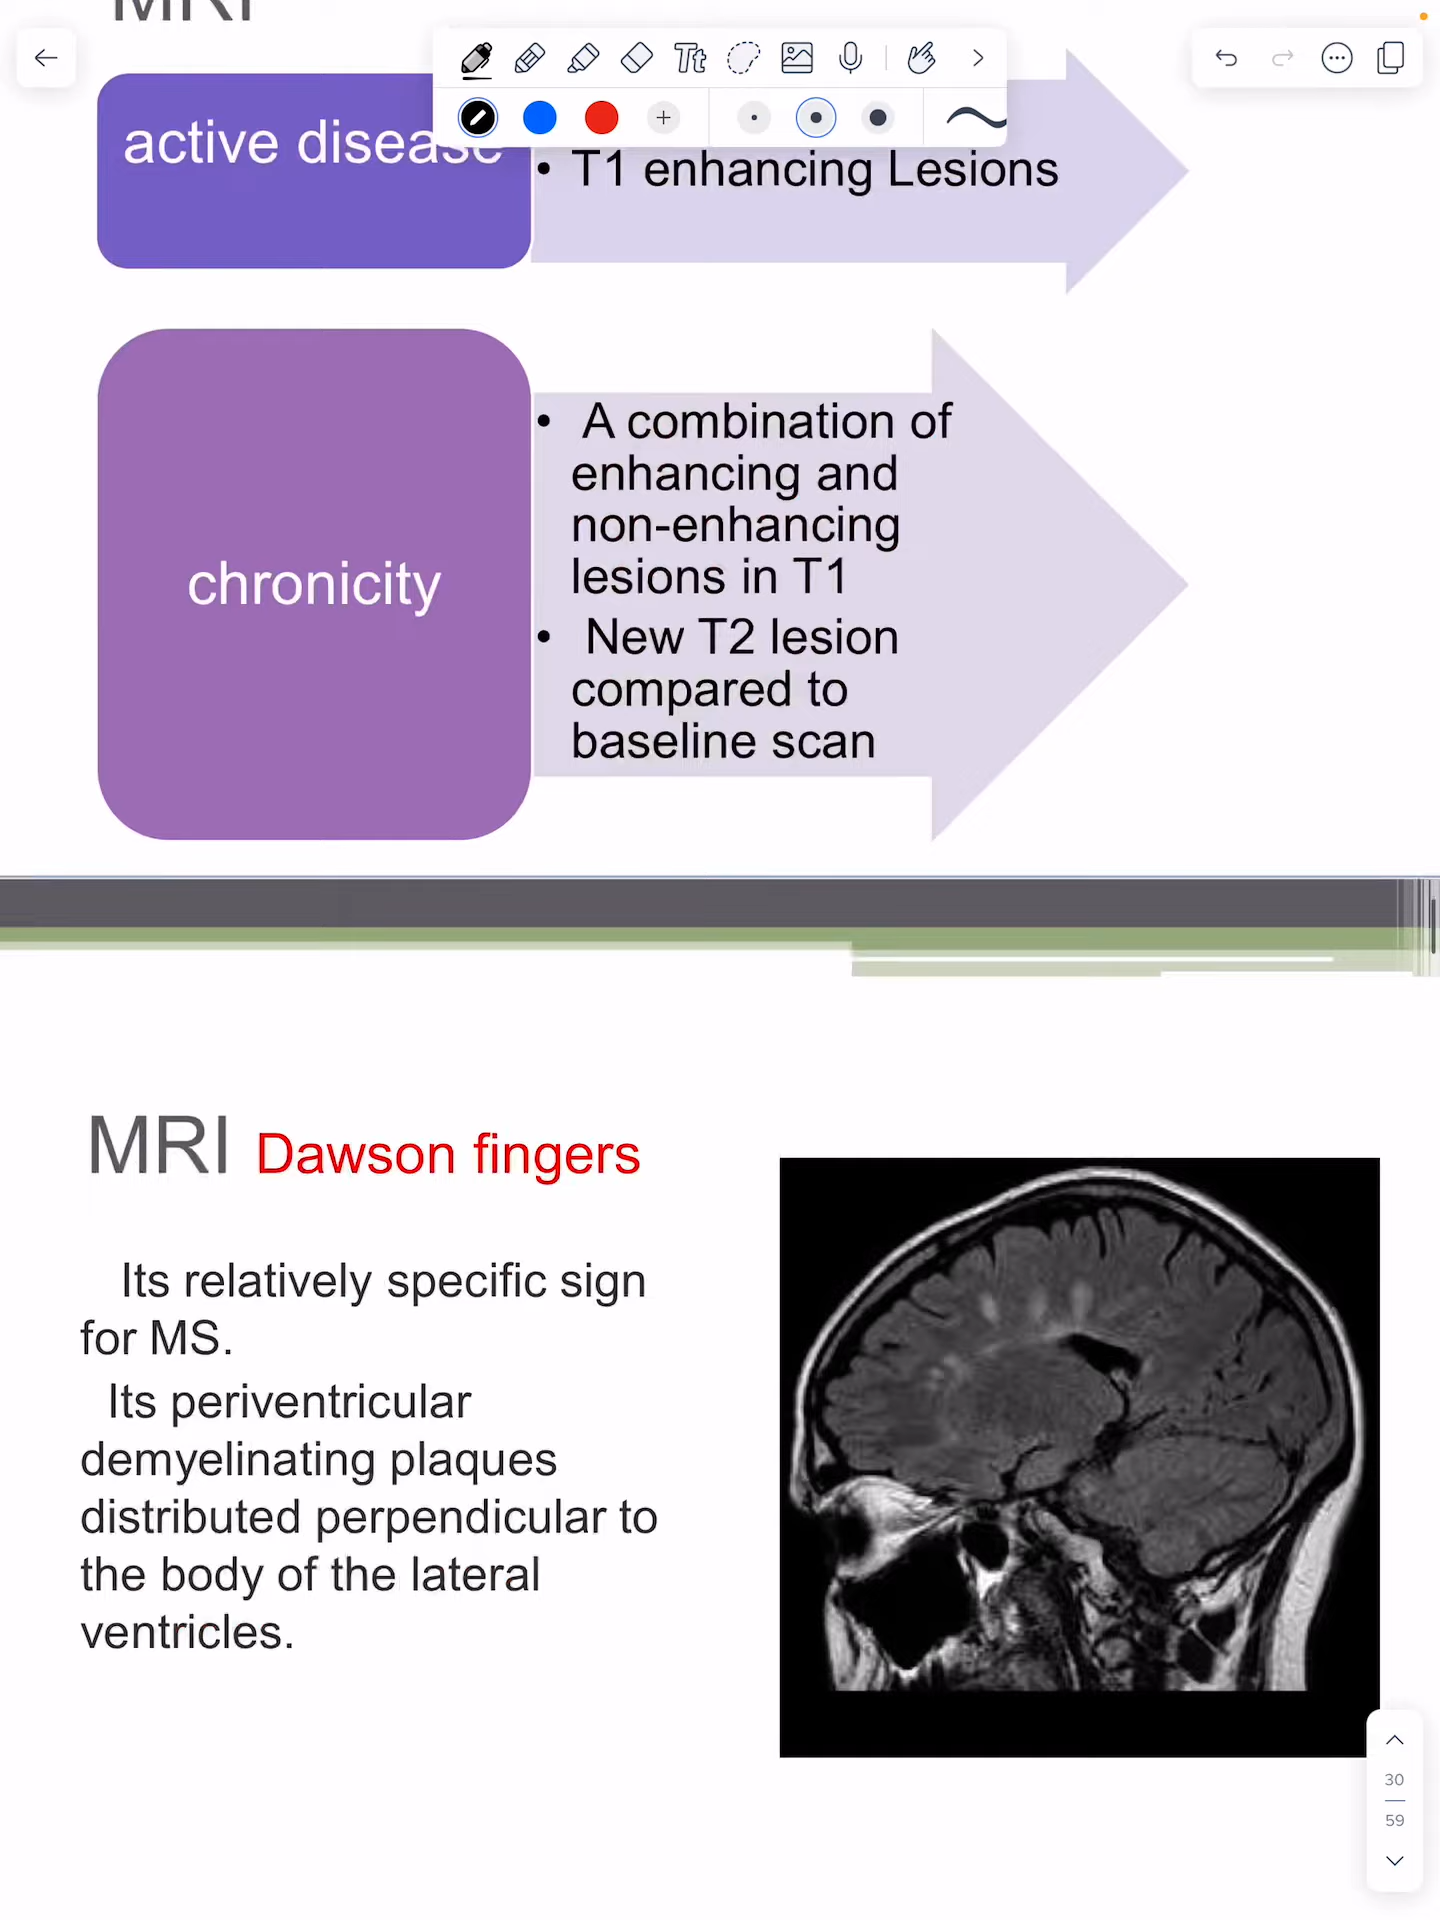 MRI
Tt
active disease
• T1 enhancing Lesions
• A combination of
enhancing and
non-enhancing
lesions in T1
chronicity
• New T2 lesion
compared to
baseline scan
MRI Dawson fingers
Its relatively specific sign
for MS.
Its periventricular
demyelinating plaques
distributed perpendicular to
the body of the lateral
ventricles.
30
59